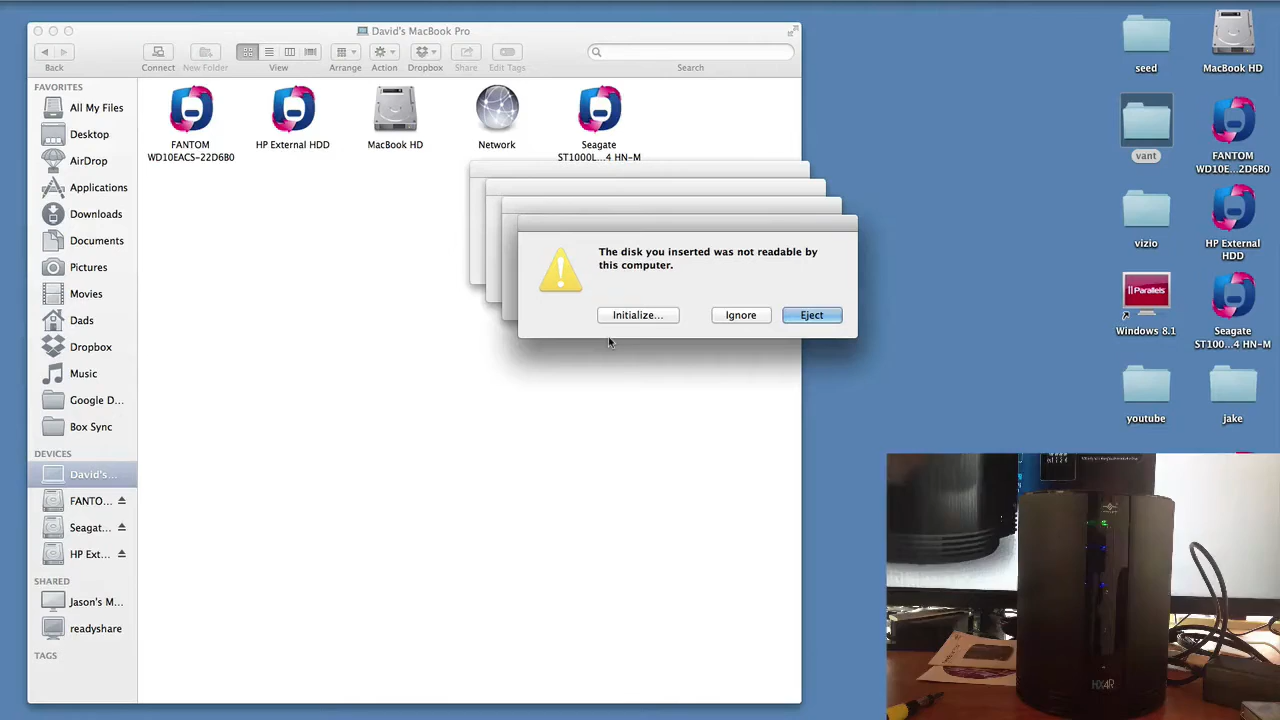 David's MacBook Pro
Back
Connect
New Folder
View
Arrange
Action
Dropbox
Share
Edit Tags
Search
FAVORITES
All My Files
Desktop
AirDrop
Applications
Downloads
Documents
Pictures
Movies
Dads
Dropbox
Music
Google D...
Box Sync
DEVICES
David's...
FANTO...
Seagat...
HP Ext...
SHARED
Jason's M...
readyshare
TAGS
FANTOM
WD10EACS-22D6B0
HP External HDD
MacBook HD
Network
Seagate
ST1000L...4 HN-M
The disk you inserted was not readable by
this computer.
Initialize...
Ignore
Eject
seed
MacBook HD
vant
FANTOM
WD10E...2D6B0
vizio
HP External
HDD
Parallels
Windows 8.1
Seagate
ST100...4 HN-M
youtube
jake
HX4R